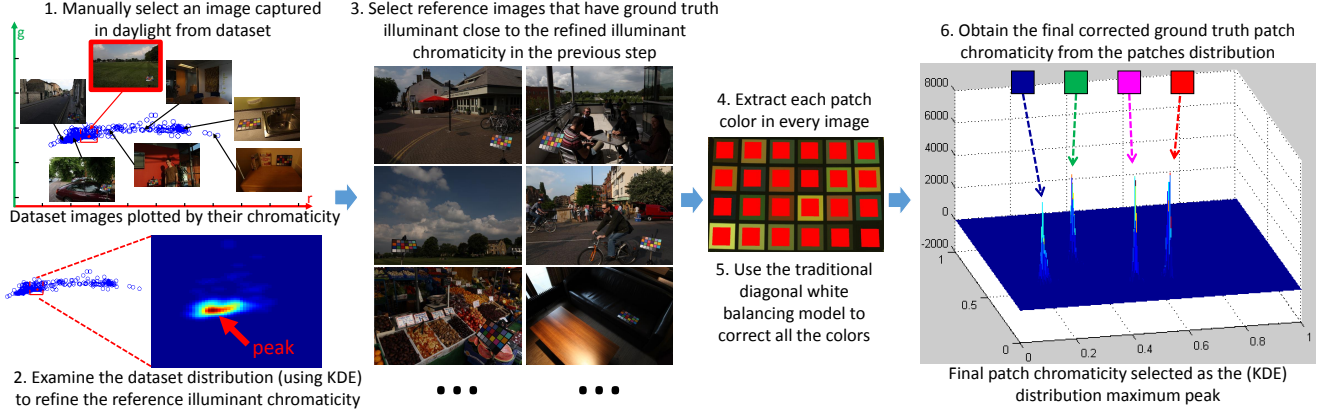 1. Manually select an image captured
in daylight from dataset
g
r
Dataset images plotted by their chromaticity
peak
2. Examine the dataset distribution (using KDE)
to refine the reference illuminant chromaticity
3. Select reference images that have ground truth
illuminant close to the refined illuminant
chromaticity in the previous step
4. Extract each patch
color in every image
5. Use the traditional
diagonal white
balancing model to
correct all the colors
6. Obtain the final corrected ground truth patch
chromaticity from the patches distribution
8000
6000
4000
2000
0
-2000
1
0.5
0
0
0.2
0.4
0.6
0.8
1
Final patch chromaticity selected as the (KDE)
distribution maximum peak